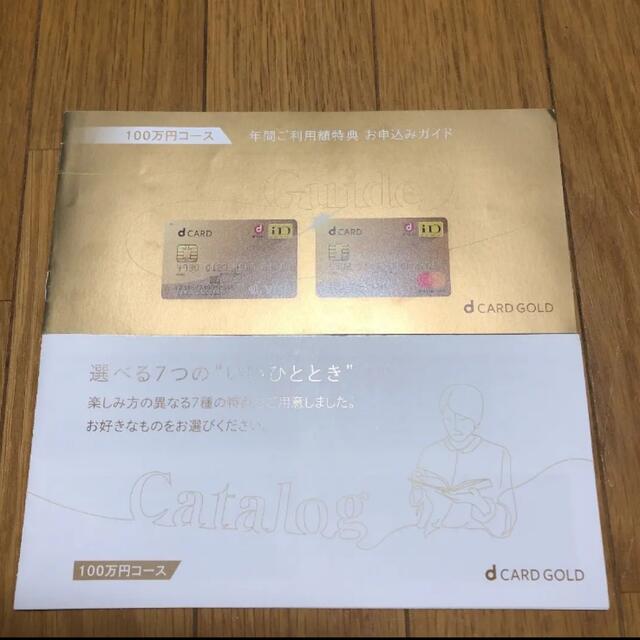 100万円コース
年間ご利用額特典 お申込みガイド
Guide
d CARD
d
iD
d CARD
d
iD
d CARD GOLD
選べる7つの“いいひととき”
楽しみ方の異なる7種の特典をご用意しました。
お好きなものをお選びください。
Catalog
100万円コース
d CARD GOLD